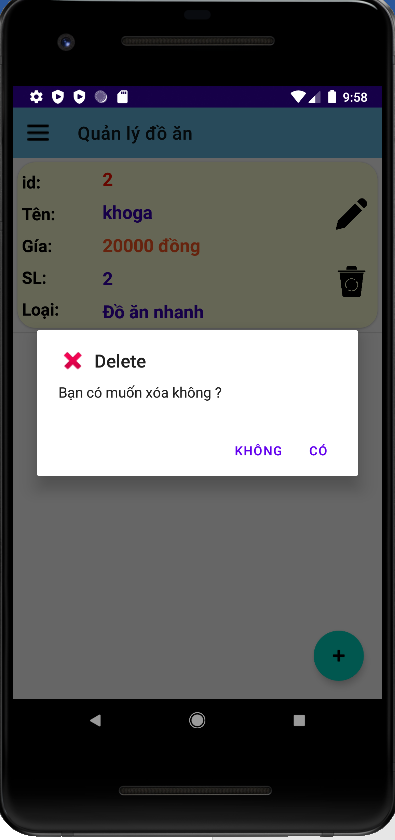 9:58
Quản lý đồ ăn
id: 2
Tên: khoga
Gía: 20000 đồng
SL: 2
Loại: Đồ ăn nhanh
Delete
Bạn có muốn xóa không ?
KHÔNG CÓ
+